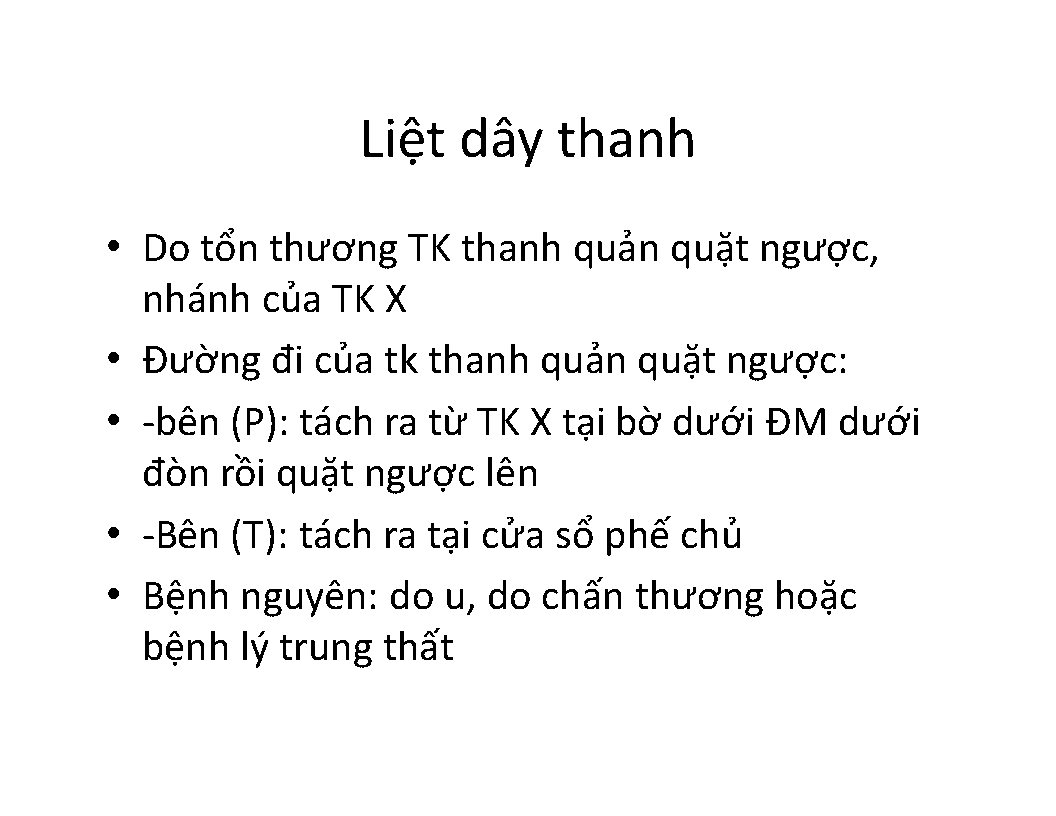 Liệt dây thanh
• Do tổn thương TK thanh quản quặt ngược,
nhánh của TK X
• Đường đi của tk thanh quản quặt ngược:
• -bên (P): tách ra từ TK X tại bờ dưới ĐM dưới
đòn rồi quặt ngược lên
• -Bên (T): tách ra tại cửa sổ phế chủ
• Bệnh nguyên: do u, do chấn thương hoặc
bệnh lý trung thất